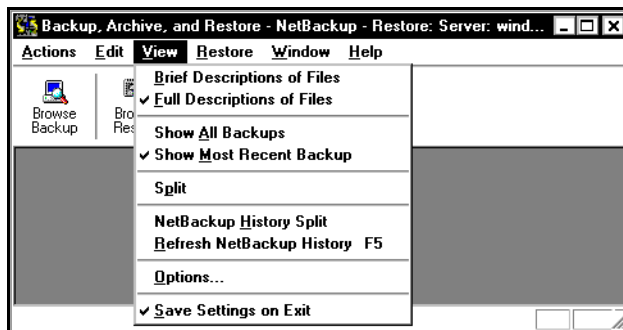 Backup, Archive, and Restore - NetBackup - Restore: Server: wind...
Actions Edit View Restore Window Help
Browse
Backup
Bro
Res
Brief Descriptions of Files
✓ Full Descriptions of Files
Show All Backups
✓ Show Most Recent Backup
Split
NetBackup History Split
Refresh NetBackup History F5
Options...
✓ Save Settings on Exit